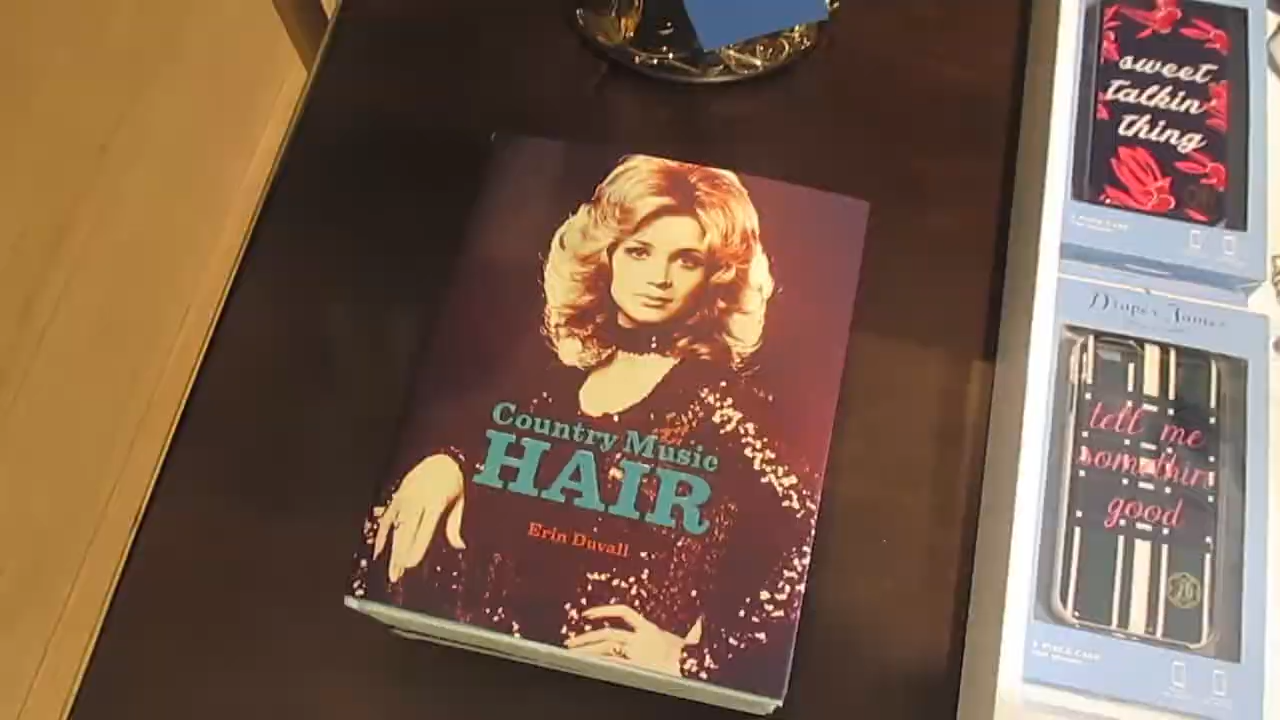 Country Music
HAIR
Erin Duvall
sweet
talkin'
thing
Draper James
tell me
somethin'
good